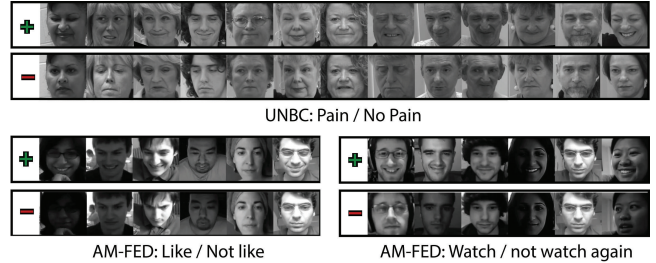 UNBC: Pain / No Pain
AM-FED: Like / Not like
AM-FED: Watch / not watch again